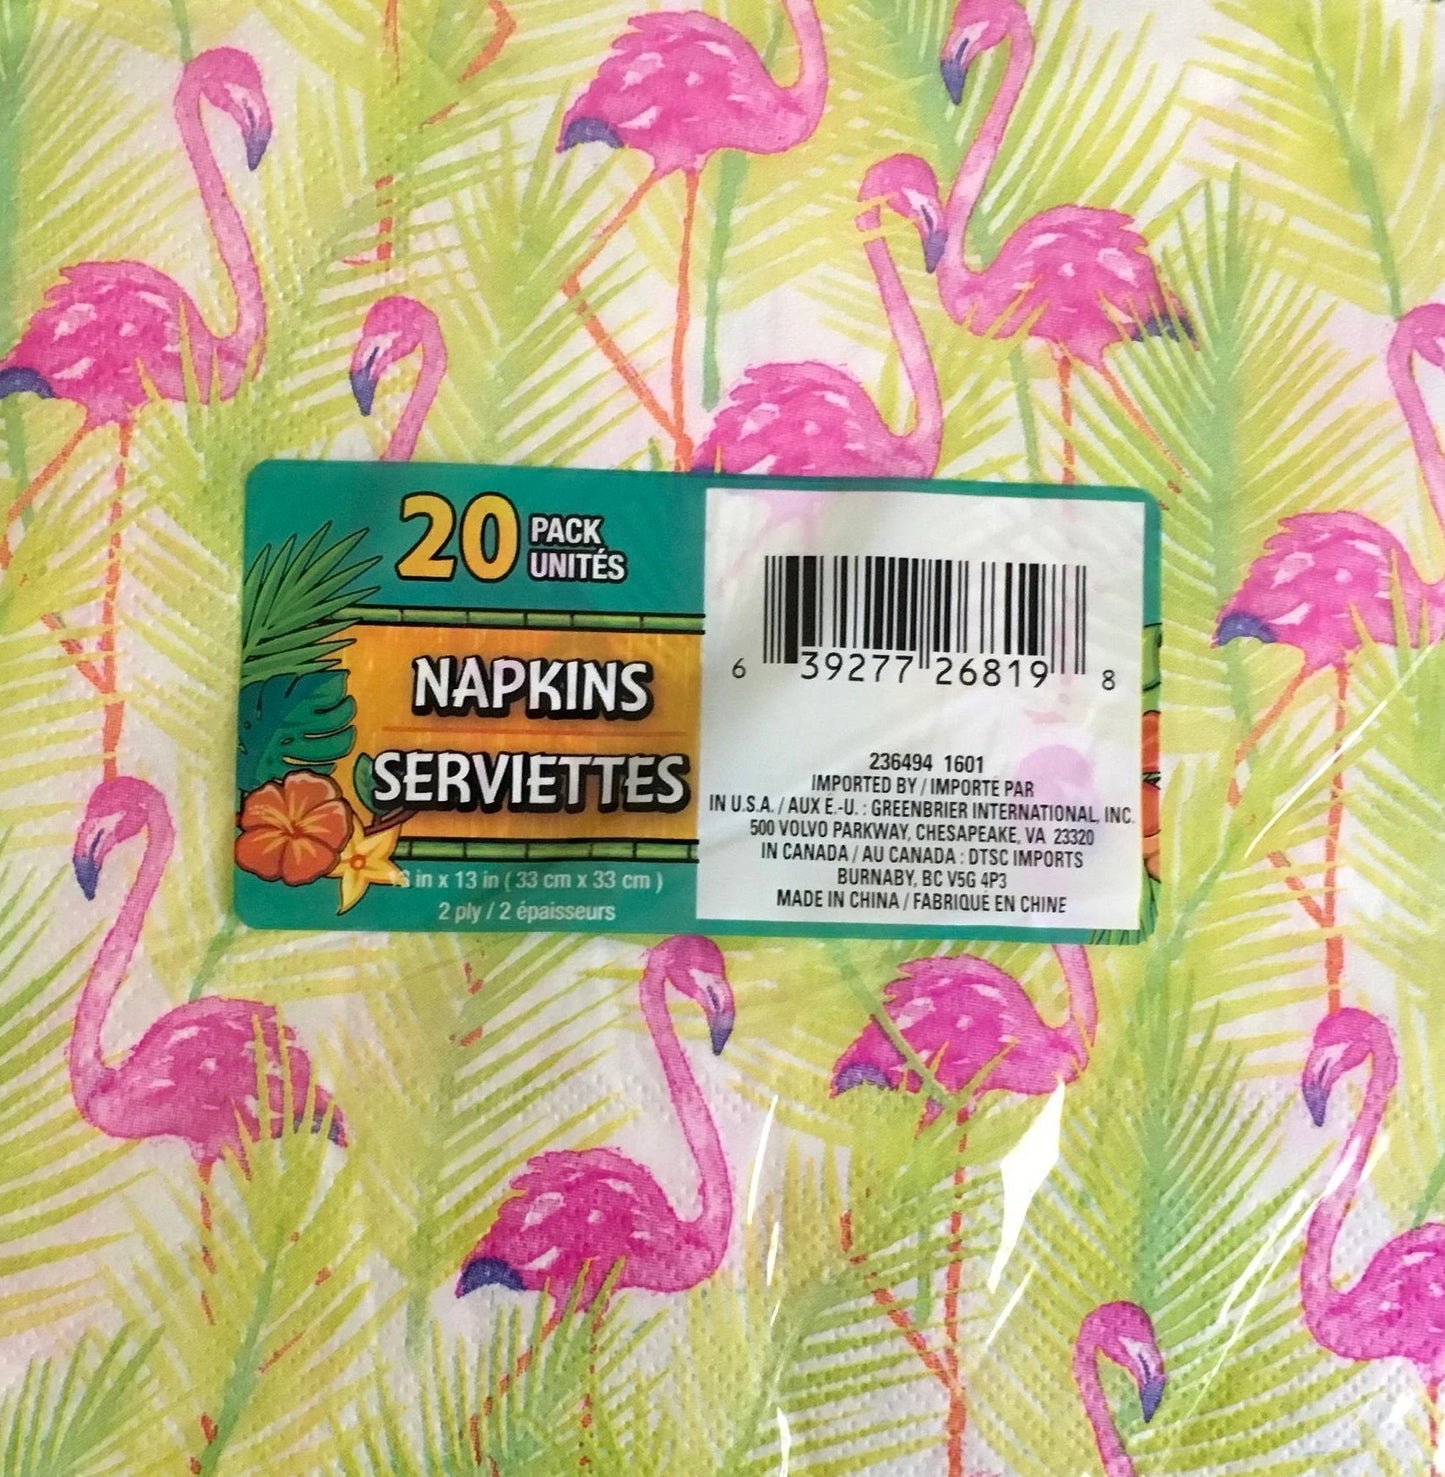 20 PACK
UNITÉS
NAPKINS
SERVIETTES
13 in x 13 in ( 33 cm x 33 cm )
2 ply / 2 épaisseurs
6 39277 26819 8
236494 1601
IMPORTED BY / IMPORTÉ PAR
IN U.S.A. / AUX É.-U. : GREENBRIER INTERNATIONAL, INC.
500 VOLVO PARKWAY, CHESAPEAKE, VA 23320
IN CANADA / AU CANADA : DTSC IMPORTS
BURNABY, BC V5G 4P3
MADE IN CHINA / FABRIQUÉ EN CHINE